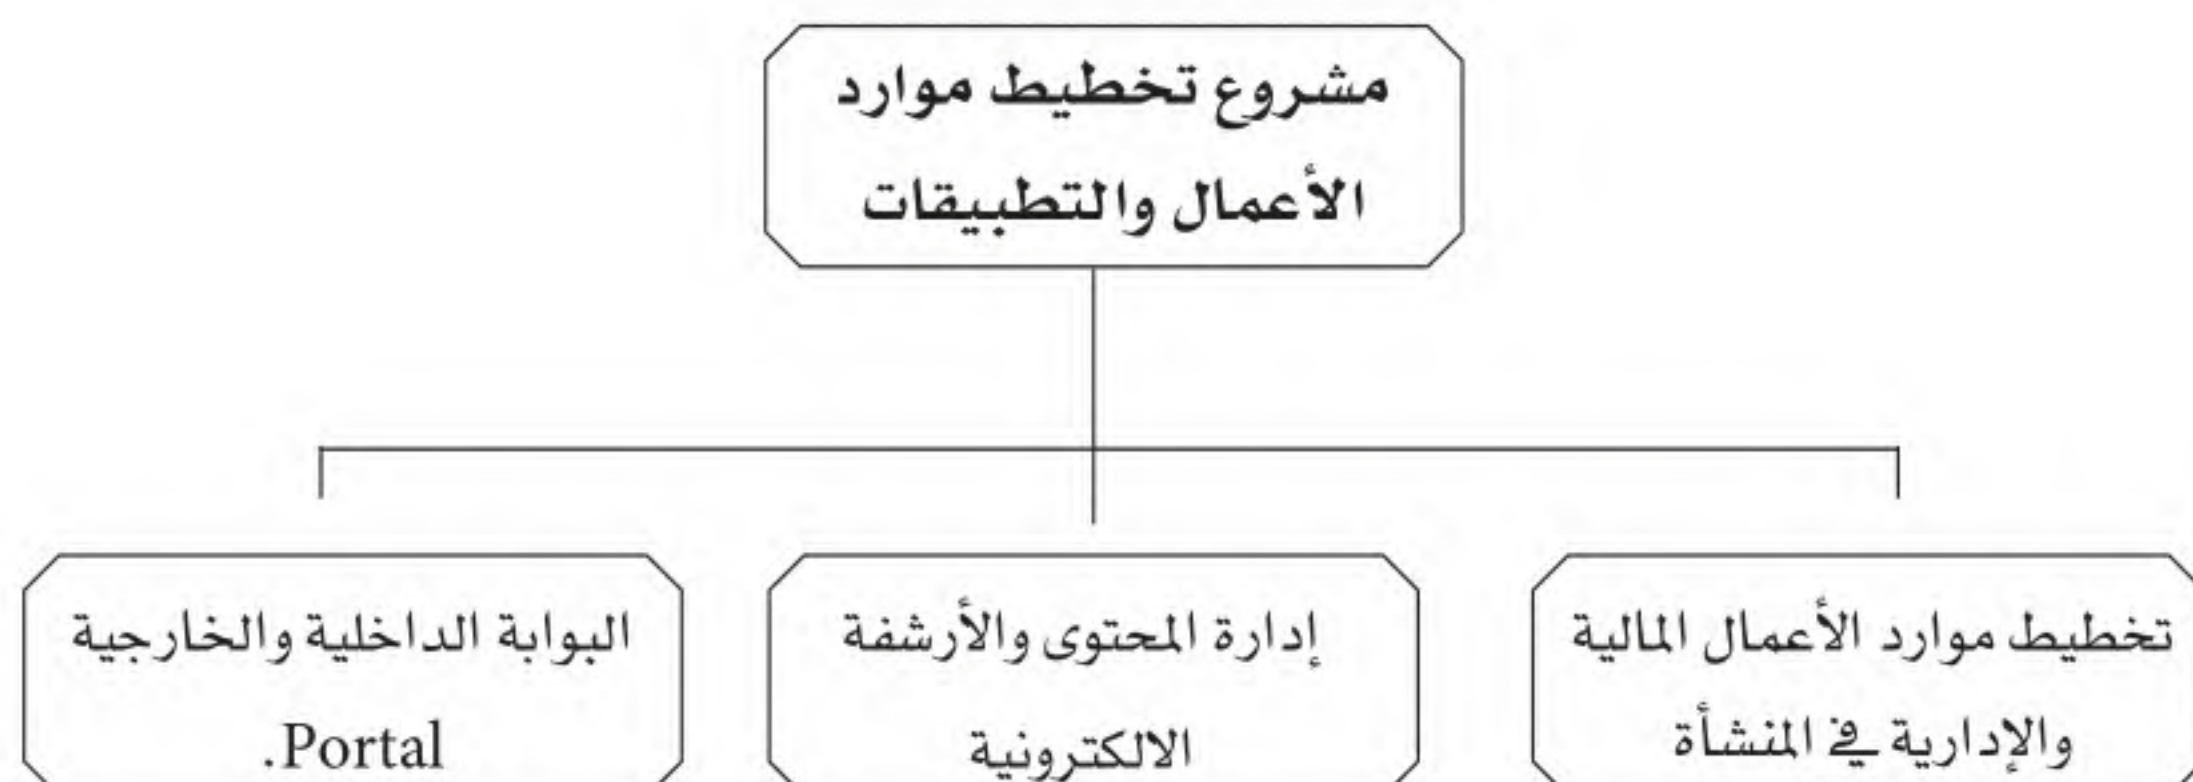 مشروع تخطيط موارد
الأعمال والتطبيقات
تخطيط موارد الأعمال المالية
والإدارية في المنشأة
إدارة المحتوى والأرشفة
الالكترونية
البوابة الداخلية والخارجية
Portal.